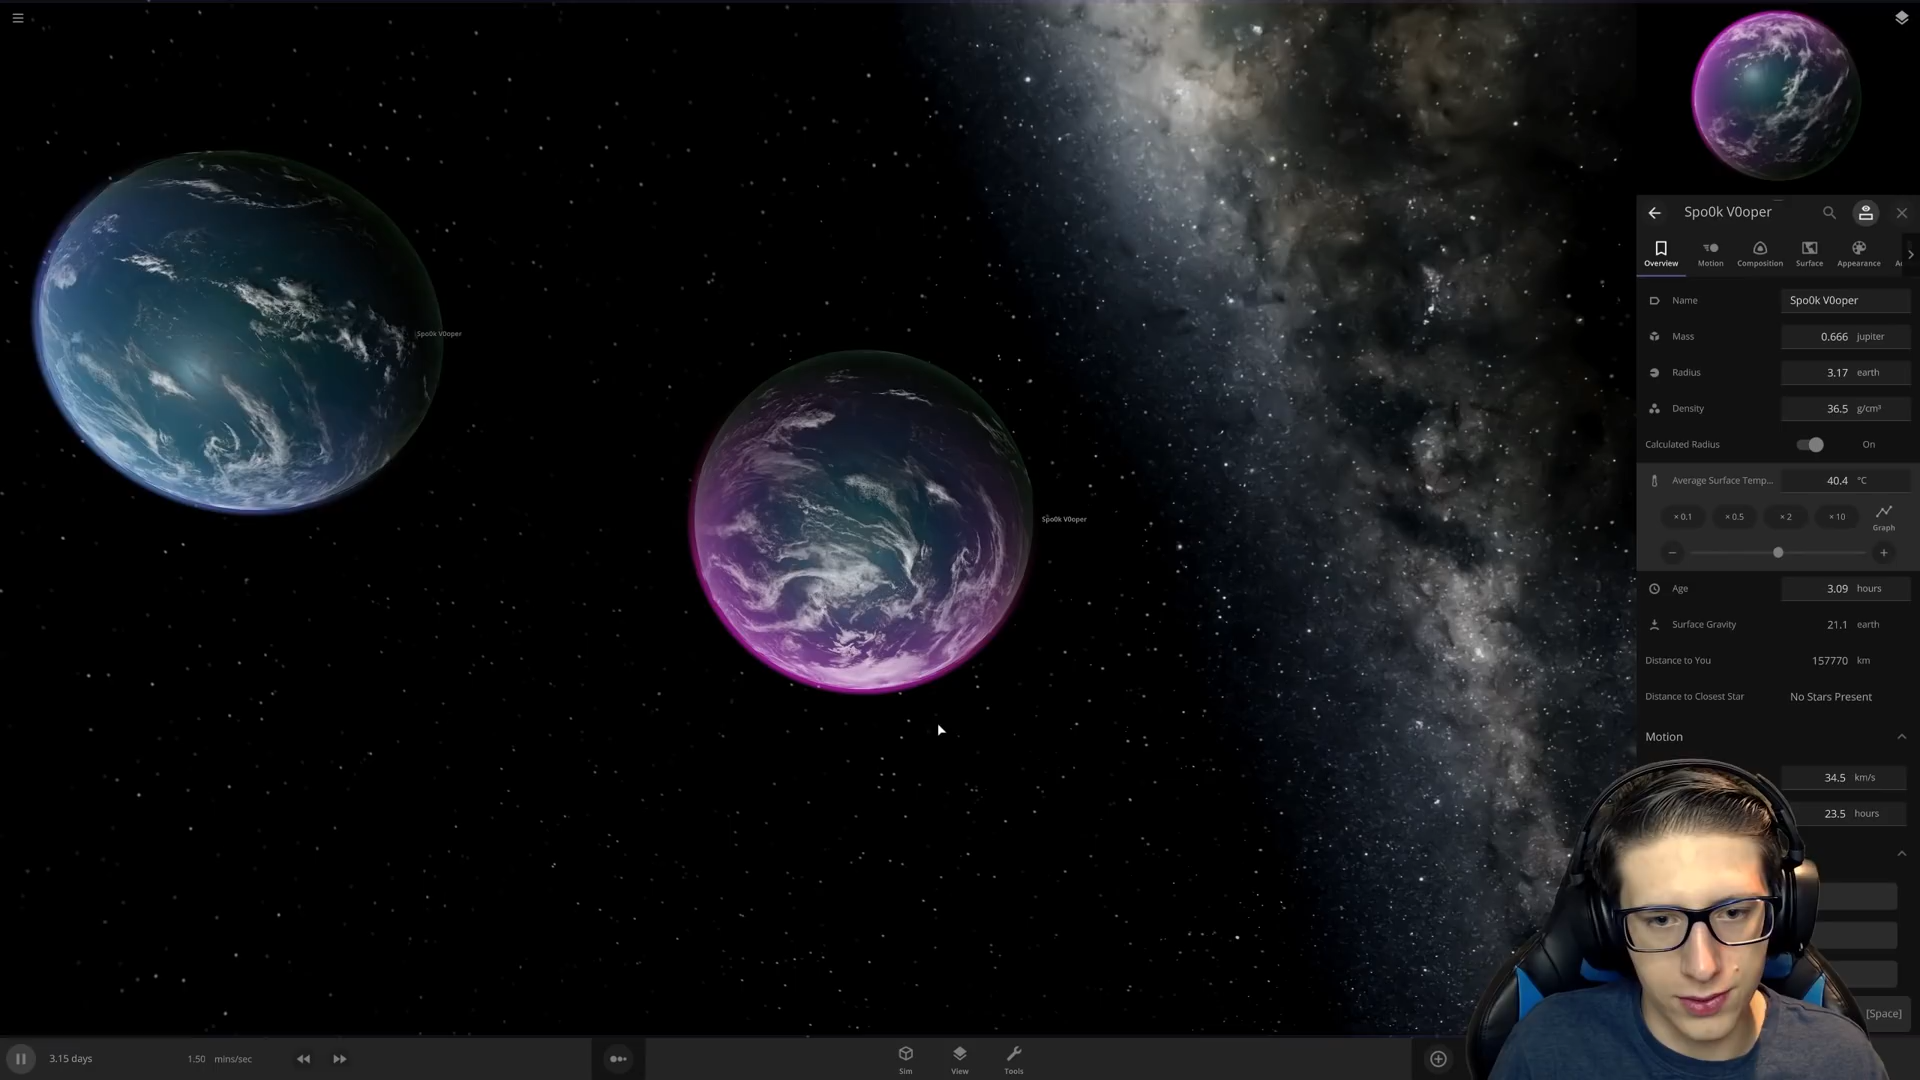 Spo0k V0oper
Spo0k V0oper
Spo0k V0oper
Overview
Motion
Composition
Surface
Appearance
Name
Spo0k V0oper
Mass
0.666 jupiter
Radius
3.17 earth
Density
36.5 g/cm³
Calculated Radius
On
Average Surface Temp...
40.4 °C
× 0.1
× 0.5
× 2
× 10
Graph
Age
3.09 hours
Surface Gravity
21.1 earth
Distance to You
157770 km
Distance to Closest Star
No Stars Present
Motion
34.5 km/s
23.5 hours
[Space]
3.15 days
1.50 mins/sec
Sim
View
Tools